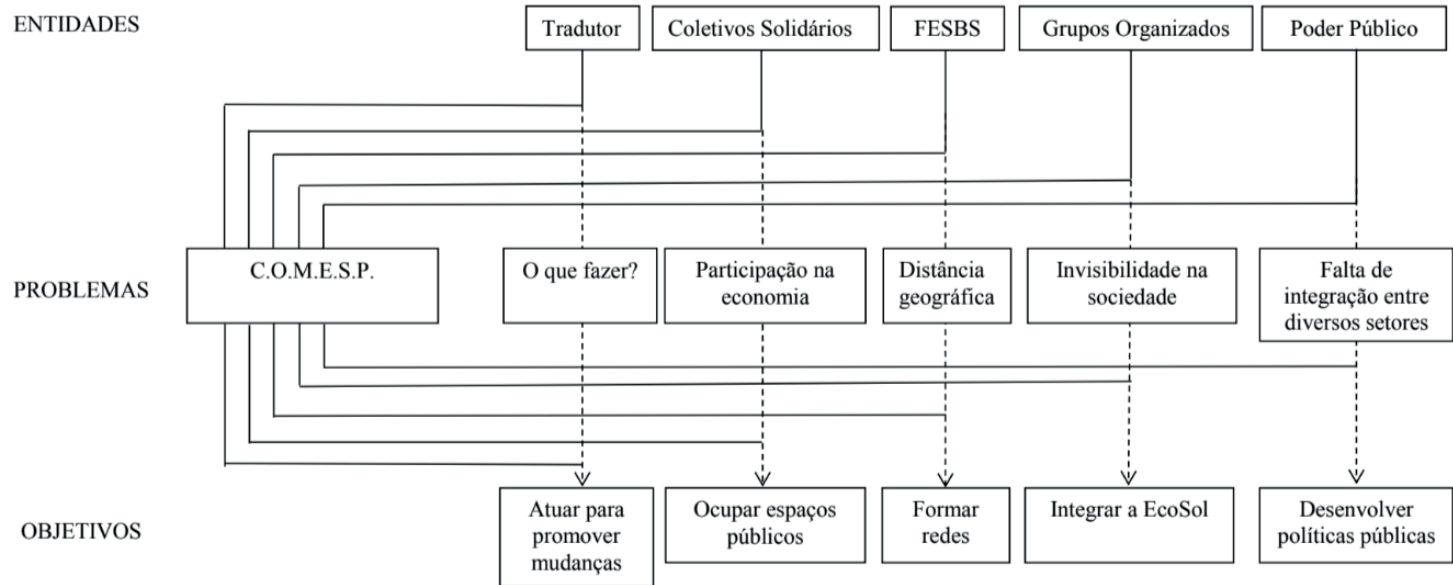 ENTIDADES
Tradutor
Coletivos Solidários
FESBS
Grupos Organizados
Poder Público
PROBLEMAS
C.O.M.E.S.P.
O que fazer?
Participação na
economia
Distância
geográfica
Invisibilidade na
sociedade
Falta de
integração entre
diversos setores
OBJETIVOS
Atuar para
promover
mudanças
Ocupar espaços
públicos
Formar
redes
Integrar a EcoSol
Desenvolver
políticas públicas